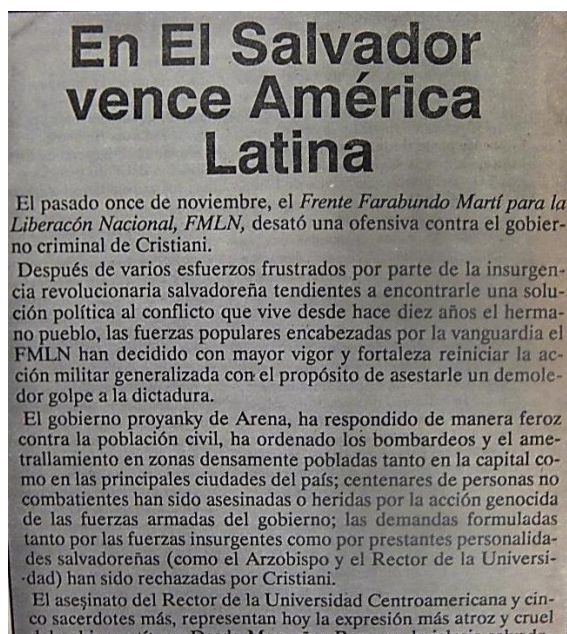 En El Salvador
vence América
Latina
El pasado once de noviembre, el Frente Farabundo Martí para la
Liberacón Nacional, FMLN, desató una ofensiva contra el gobier-
no criminal de Cristiani.
Después de varios esfuerzos frustrados por parte de la insurgen-
cia revolucionaria salvadoreña tendientes a encontrarle una solu-
ción política al conflicto que vive desde hace diez años el herma-
no pueblo, las fuerzas populares encabezadas por la vanguardia el
FMLN han decidido con mayor vigor y fortaleza reiniciar la ac-
ción militar generalizada con el propósito de asestarle un demole-
dor golpe a la dictadura.
El gobierno proyanky de Arena, ha respondido de manera feroz
contra la población civil, ha ordenado los bombardeos y el ame-
trallamiento en zonas densamente pobladas tanto en la capital co-
mo en las principales ciudades del país; centenares de personas no
combatientes han sido asesinadas o heridas por la acción genocida
de las fuerzas armadas del gobierno; las demandas formuladas
tanto por las fuerzas insurgentes como por prestantes personalida-
des salvadoreñas (como el Arzobispo y el Rector de la Universi-
dad) han sido rechazadas por Cristiani.
El asesinato del Rector de la Universidad Centroamericana y cin-
co sacerdotes más, representan hoy la expresión más atroz y cruel